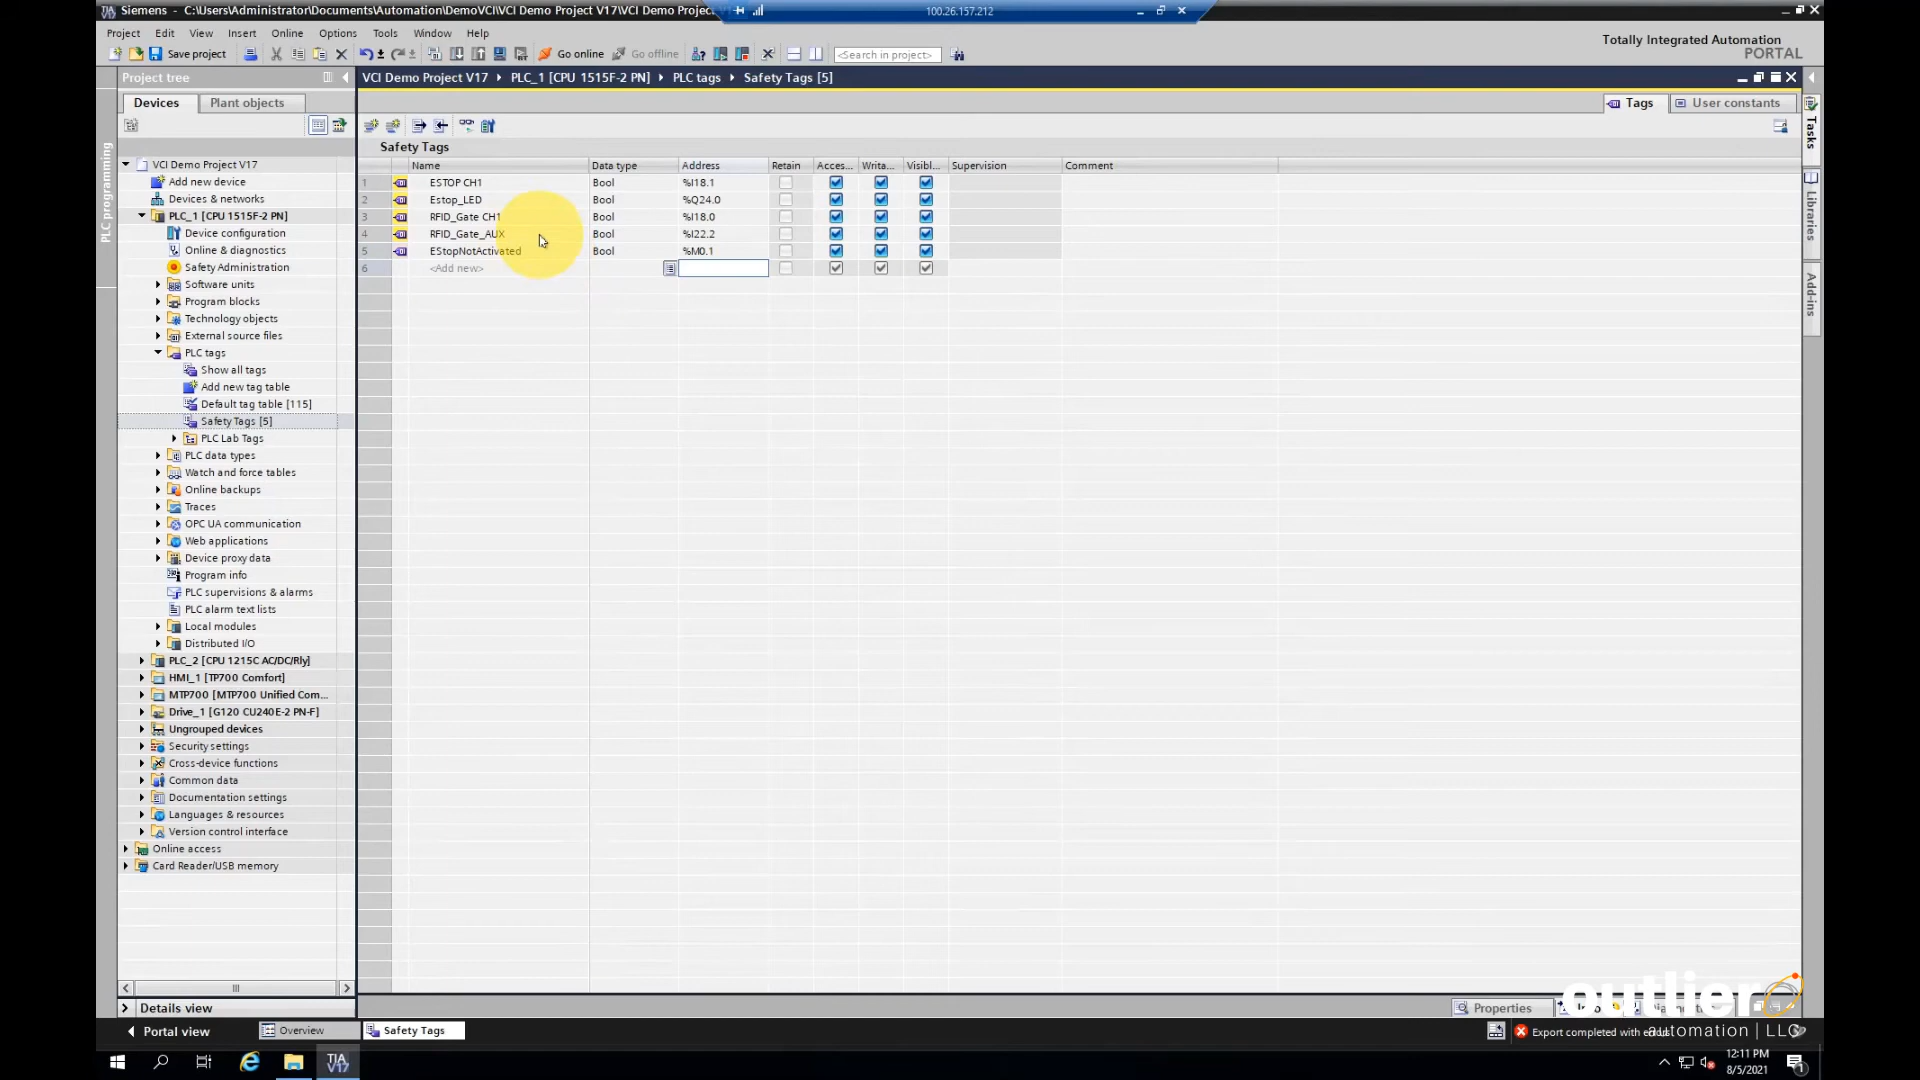 Siemens - C:\Users\Administrator\Documents\Automation\DemoVCI\VCI Demo Project V17\VCI Demo Project
100.26.157.212
Project Edit View Insert Online Options Tools Window Help
Totally Integrated Automation
PORTAL
Save project
Go online
Go offline
<Search in project>
Project tree
VCI Demo Project V17 PLC_1 [CPU 1515F-2 PN] PLC tags Safety Tags [5]
Devices
Plant objects
Tags
User constants
PLC programming
Tasks
Libraries
Add-ins
Safety Tags
Name Data type Address Retain Acces... Writa... Visibl... Supervision Comment
1 ESTOP CH1 Bool %I18.1
2 Estop_LED Bool %Q24.0
3 RFID_Gate CH1 Bool %I18.0
4 RFID_Gate_AUX Bool %I22.2
5 EStopNotActivated Bool %M0.1
6 <Add new>
VCI Demo Project V17
Add new device
Devices & networks
PLC_1 [CPU 1515F-2 PN]
Device configuration
Online & diagnostics
Safety Administration
Software units
Program blocks
Technology objects
External source files
PLC tags
Show all tags
Add new tag table
Default tag table [115]
Safety Tags [5]
PLC Lab Tags
PLC data types
Watch and force tables
Online backups
Traces
OPC UA communication
Web applications
Device proxy data
Program info
PLC supervisions & alarms
PLC alarm text lists
Local modules
Distributed I/O
PLC_2 [CPU 1215C AC/DC/Rly]
HMI_1 [TP700 Comfort]
MTP700 [MTP700 Unified Com...
Drive_1 [G120 CU240E-2 PN-F]
Ungrouped devices
Security settings
Cross-device functions
Common data
Documentation settings
Languages & resources
Version control interface
Online access
Card Reader/USB memory
Details view
Properties
outlier
automation | LLC
Portal view
Overview
Safety Tags
Export completed with
TIA
V17
12:11 PM
8/5/2021